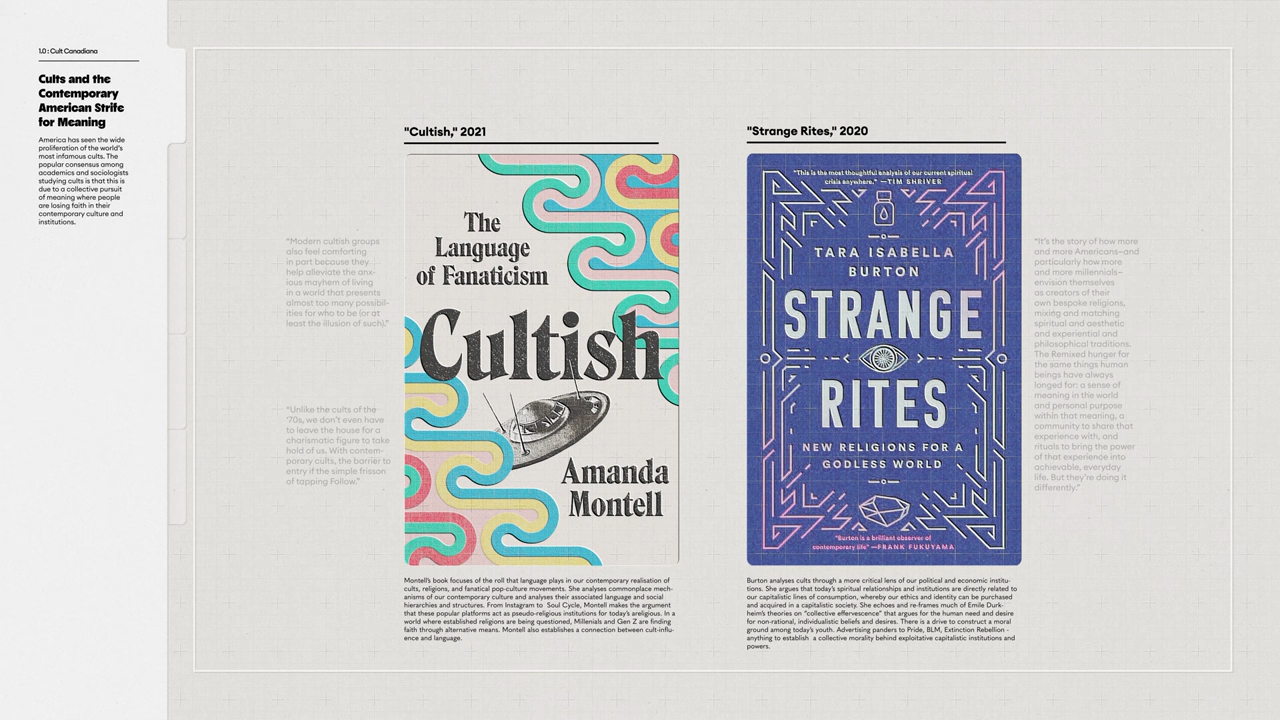 1.0 : Cult Canadiana
Cults and the
Contemporary
American Strife
for Meaning
America has seen the wide
proliferation of the world's
most infamous cults. The
popular consensus among
academics and sociologists
studying cults is that this is
due to a collective pursuit
of meaning where people
are losing faith in their
contemporary culture and
institutions.
“Modern cultish groups
also feel comforting
in part because they
help alleviate the anx-
ious mayhem of living
in a world that presents
almost too many possibil-
ities for who to be (or at
least the illusion of such).”
“Unlike the cults of the
’70s, we don’t even have
to leave the house for a
charismatic figure to take
hold of us. With contem-
porary cults, the barrier to
entry if the simple frisson
of tapping Follow.”
"Cultish," 2021
The
Language
of Fanaticism
Cultish
Amanda
Montell
Montell's book focuses of the roll that language plays in our contemporary realisation of
cults, religions, and fanatical pop-culture movements. She analyses commonplace mech-
anisms of our contemporary culture and analyses their associated language and social
hierarchies and structures. From Instagram to Soul Cycle, Montell makes the argument
that these popular platforms act as pseudo-religious institutions for today's areligious. In a
world where established religions are being questioned, Millenials and Gen Z are finding
faith through alternative means. Montell also establishes a connection between cult-influ-
ence and language.
"Strange Rites," 2020
"This is the most thoughtful analysis of our current spiritual
crisis anywhere." —TIM SHRIVER
TARA ISABELLA
BURTON
STRANGE
RITES
NEW RELIGIONS FOR A
GODLESS WORLD
"Burton is a brilliant observer of
contemporary life" —FRANK FUKUYAMA
Burton analyses cults through a more critical lens of our political and economic institu-
tions. She argues that today's spiritual relationships and institutions are directly related to
our capitalistic lines of consumption, whereby our ethics and identity can be purchased
and acquired in a capitalistic society. She echoes and re-frames much of Emile Durk-
heim's theories on "collective effervescence" that argues for the human need and desire
for non-rational, individualistic beliefs and desires. There is a drive to construct a moral
ground among today's youth. Advertising panders to Pride, BLM, Extinction Rebellion -
anything to establish a collective morality behind exploitative capitalistic institutions and
powers.
“It’s the story of how more
and more Americans—and
particularly how more
and more millennials—
envision themselves
as creators of their
own bespoke religions,
mixing and matching
spiritual and aesthetic
and experiential and
philosophical traditions.
The Remixed hunger for
the same things human
beings have always
longed for: a sense of
meaning in the world
and personal purpose
within that meaning, a
community to share that
experience with, and
rituals to bring the power
of that experience into
achievable, everyday
life. But they’re doing it
differently.”